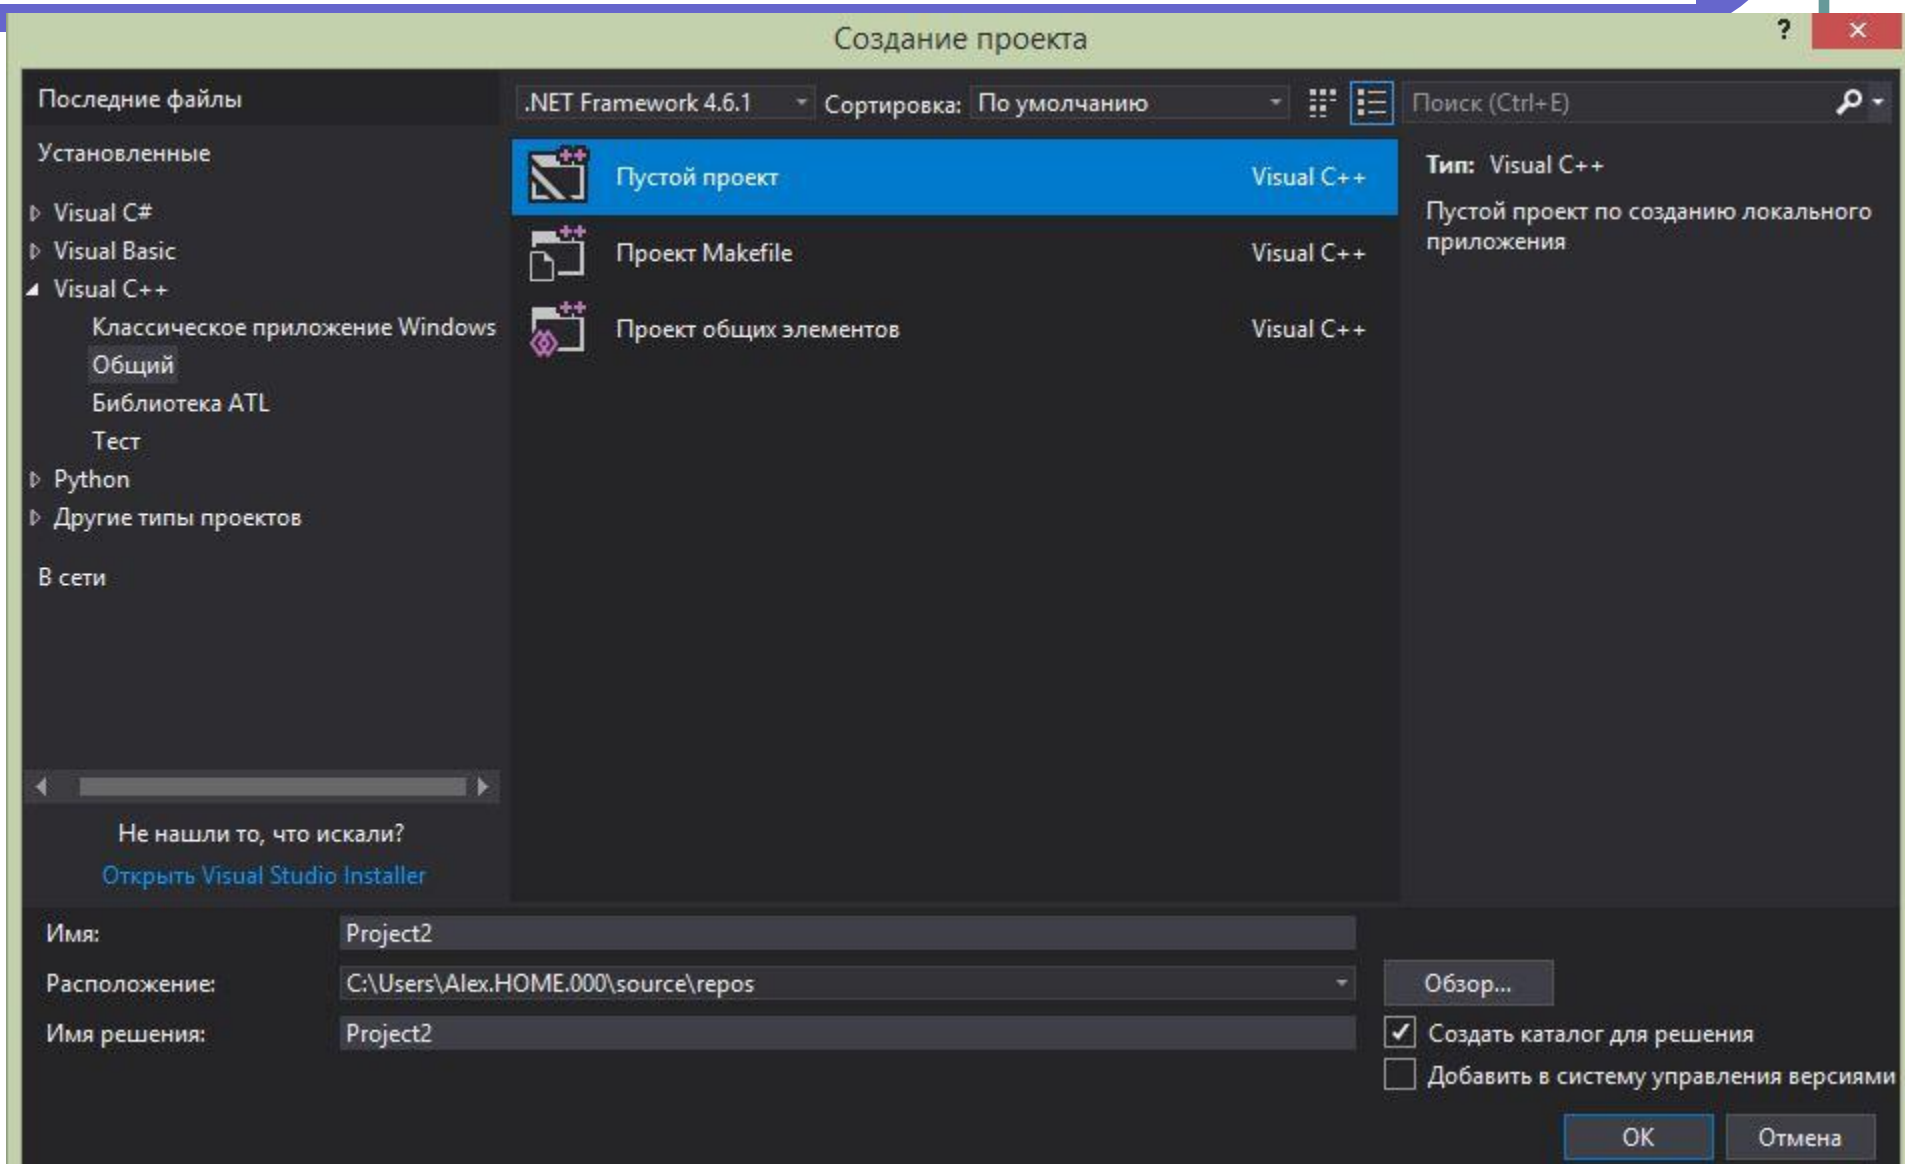 Создание проекта
?
Последние файлы
.NET Framework 4.6.1
Сортировка: По умолчанию
Поиск (Ctrl+E)
Установленные
Visual C#
Visual Basic
Visual C++
Классическое приложение Windows
Общий
Библиотека ATL
Тест
Python
Другие типы проектов
В сети
Пустой проект Visual C++
Проект Makefile Visual C++
Проект общих элементов Visual C++
Тип: Visual C++
Пустой проект по созданию локального
приложения
Не нашли то, что искали?
Открыть Visual Studio Installer
Имя: Project2
Расположение: C:\Users\Alex.HOME.000\source\repos Обзор...
Имя решения: Project2
Создать каталог для решения
Добавить в систему управления версиями
ОК Отмена